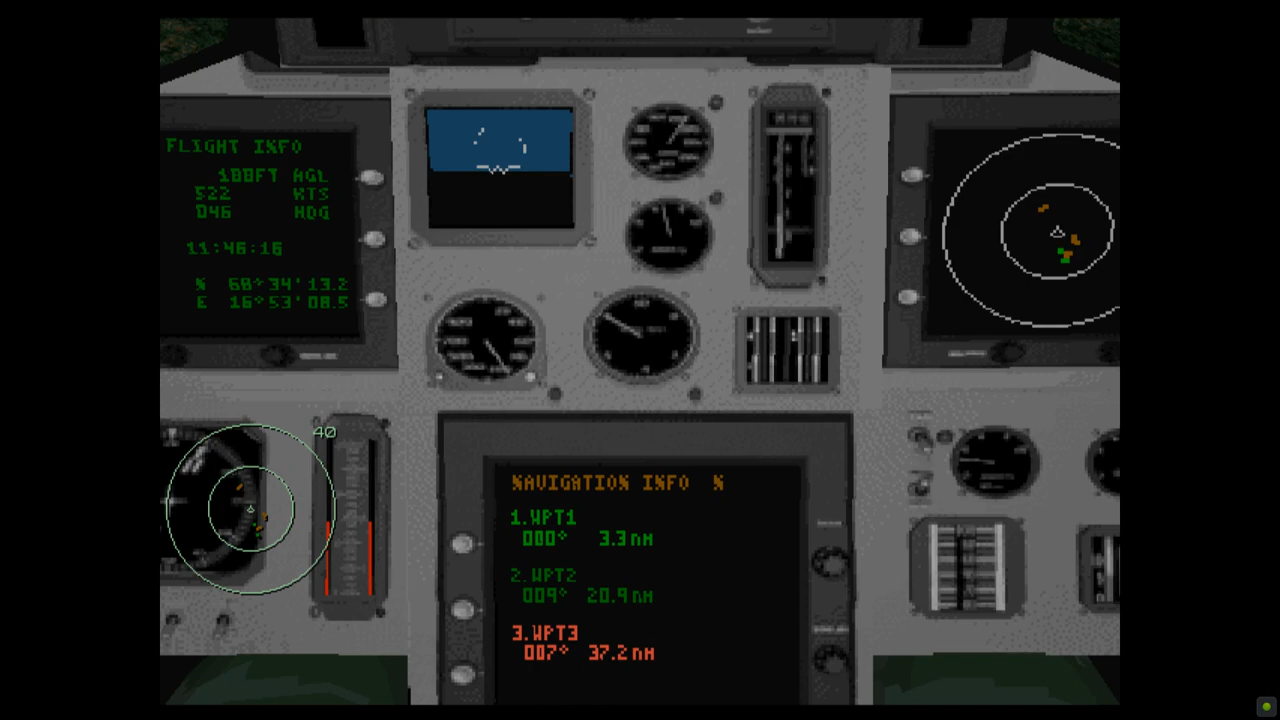 FLIGHT INFO
100FT AGL
522 KTS
046 HDG
11:46:16
N 68°34'13.2
E 16°53'08.5
40
NAVIGATION INFO N
1.WPT1
000° 3.3NM
2.WPT2
009° 20.9NM
3.WPT3
007° 37.2NM